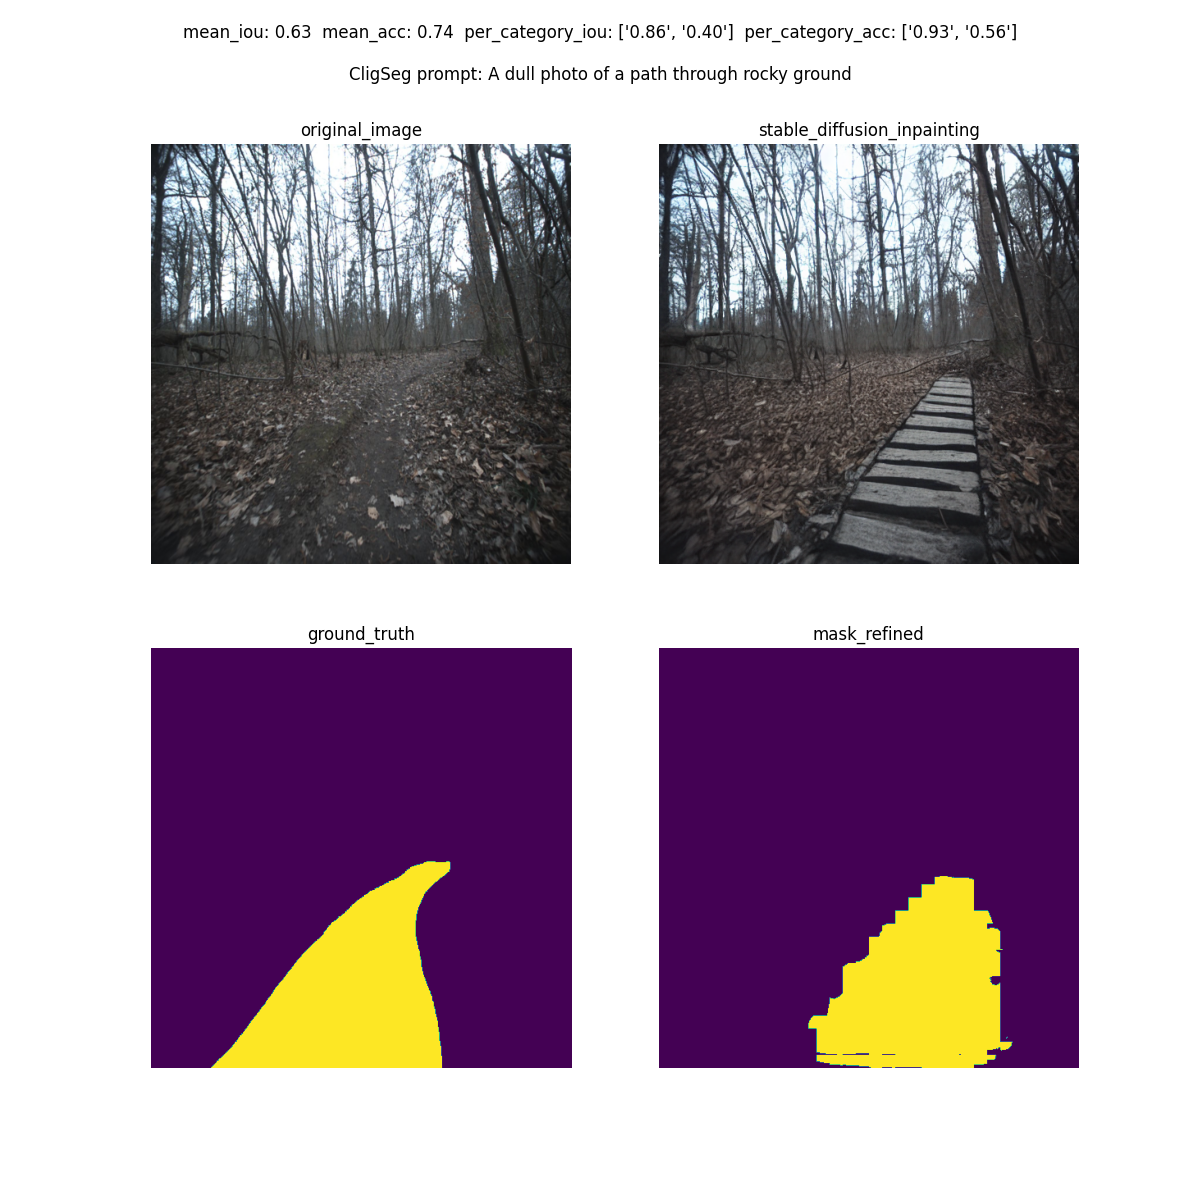 mean_iou: 0.63  mean_acc: 0.74  per_category_iou: ['0.86', '0.40']  per_category_acc: ['0.93', '0.56']
CligSeg prompt: A dull photo of a path through rocky ground
original_image
stable_diffusion_inpainting
ground_truth
mask_refined